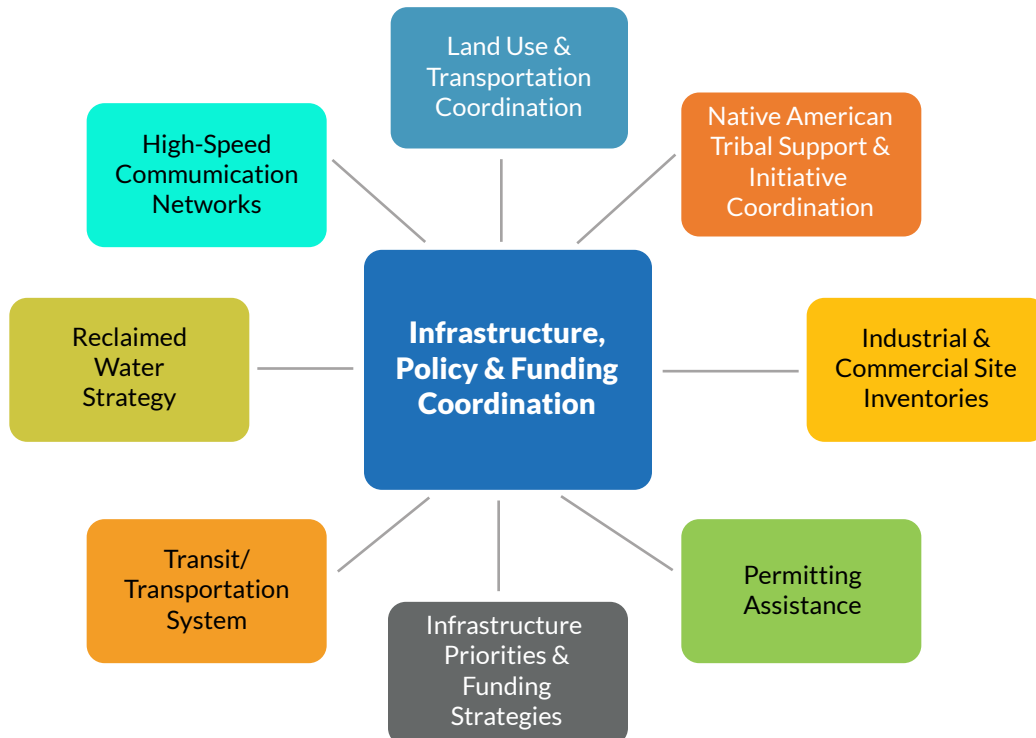 Land Use &
Transportation
Coordination
High-Speed
Commumication
Networks
Native American
Tribal Support &
Initiative
Coordination
Infrastructure,
Policy & Funding
Coordination
Reclaimed
Water
Strategy
Industrial &
Commercial Site
Inventories
Transit/
Transportation
System
Permitting
Assistance
Infrastructure
Priorities &
Funding
Strategies